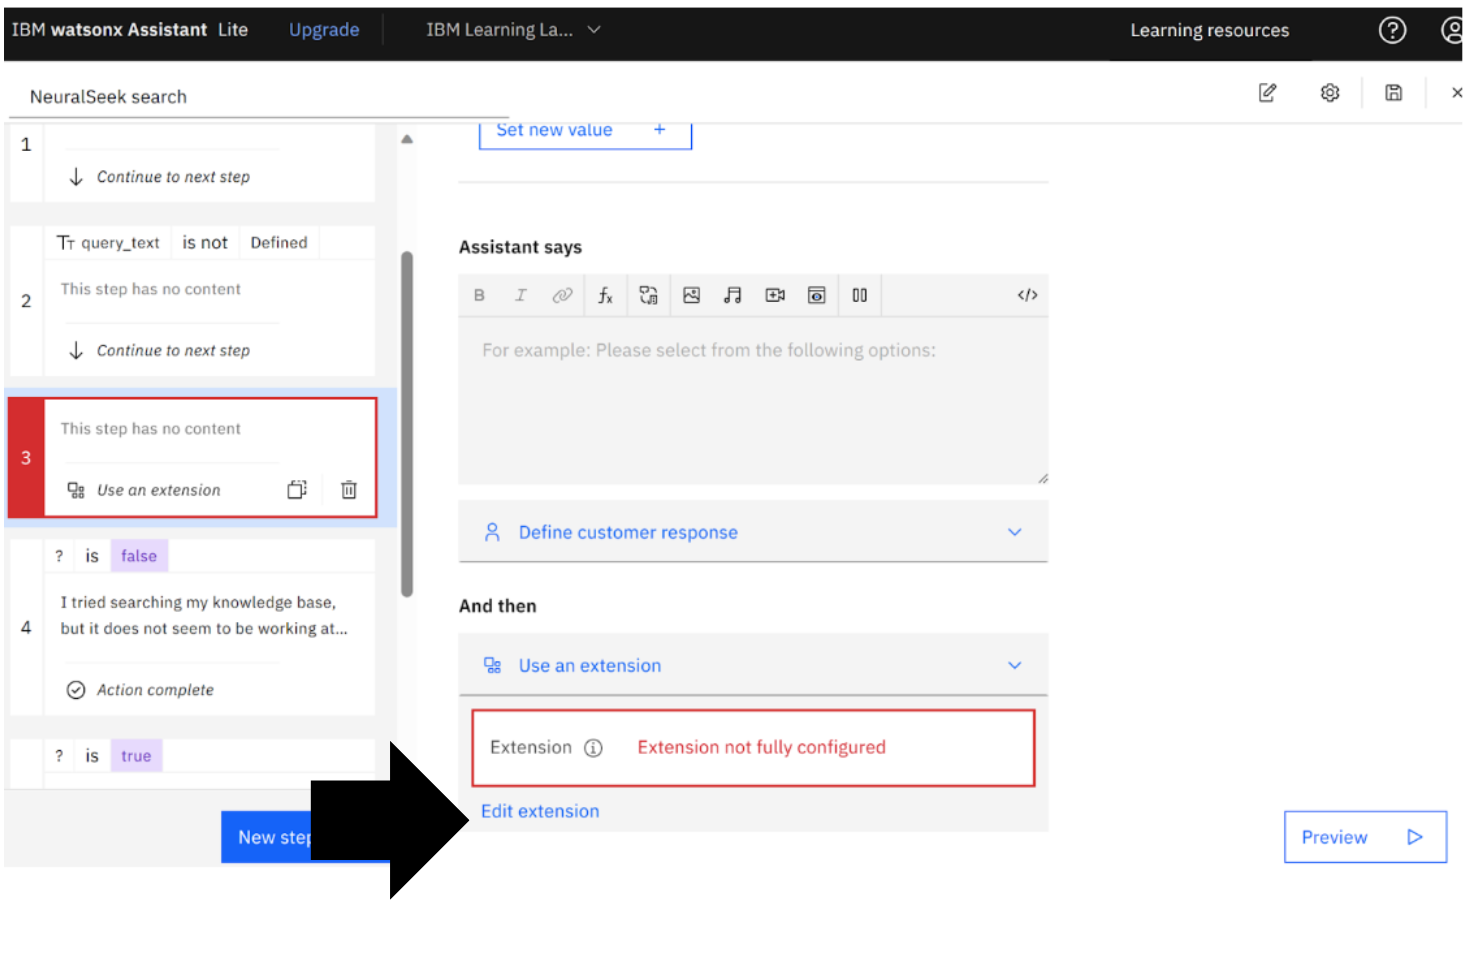 IBM watsonx Assistant Lite Upgrade IBM Learning La... Learning resources
NeuralSeek search
1
Continue to next step
query_text is not Defined
This step has no content
2
Continue to next step
This step has no content
3
Use an extension
? is false
I tried searching my knowledge base,
but it does not seem to be working at...
4
Action complete
? is true
New step
Set new value +
Assistant says
B I fx </>
For example: Please select from the following options:
Define customer response
And then
Use an extension
Extension Extension not fully configured
Edit extension
Preview